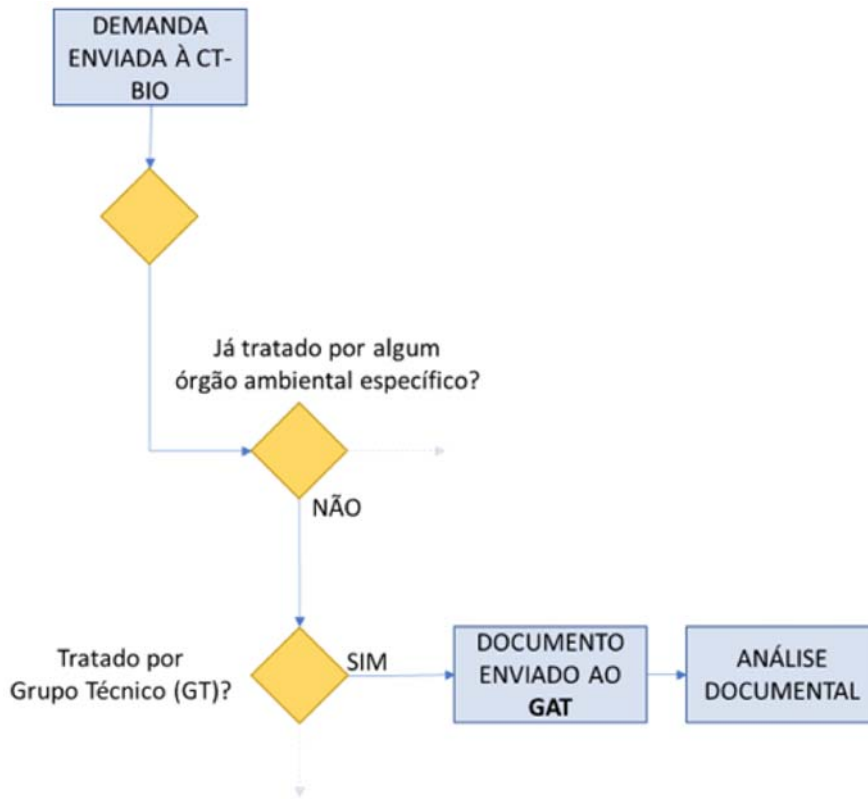 DEMANDA
ENVIADA À CT-
BIO
Já tratado por algum
órgão ambiental específico?
NÃO
Tratado por
Grupo Técnico (GT)?
SIM
DOCUMENTO
ENVIADO AO
GAT
ANÁLISE
DOCUMENTAL